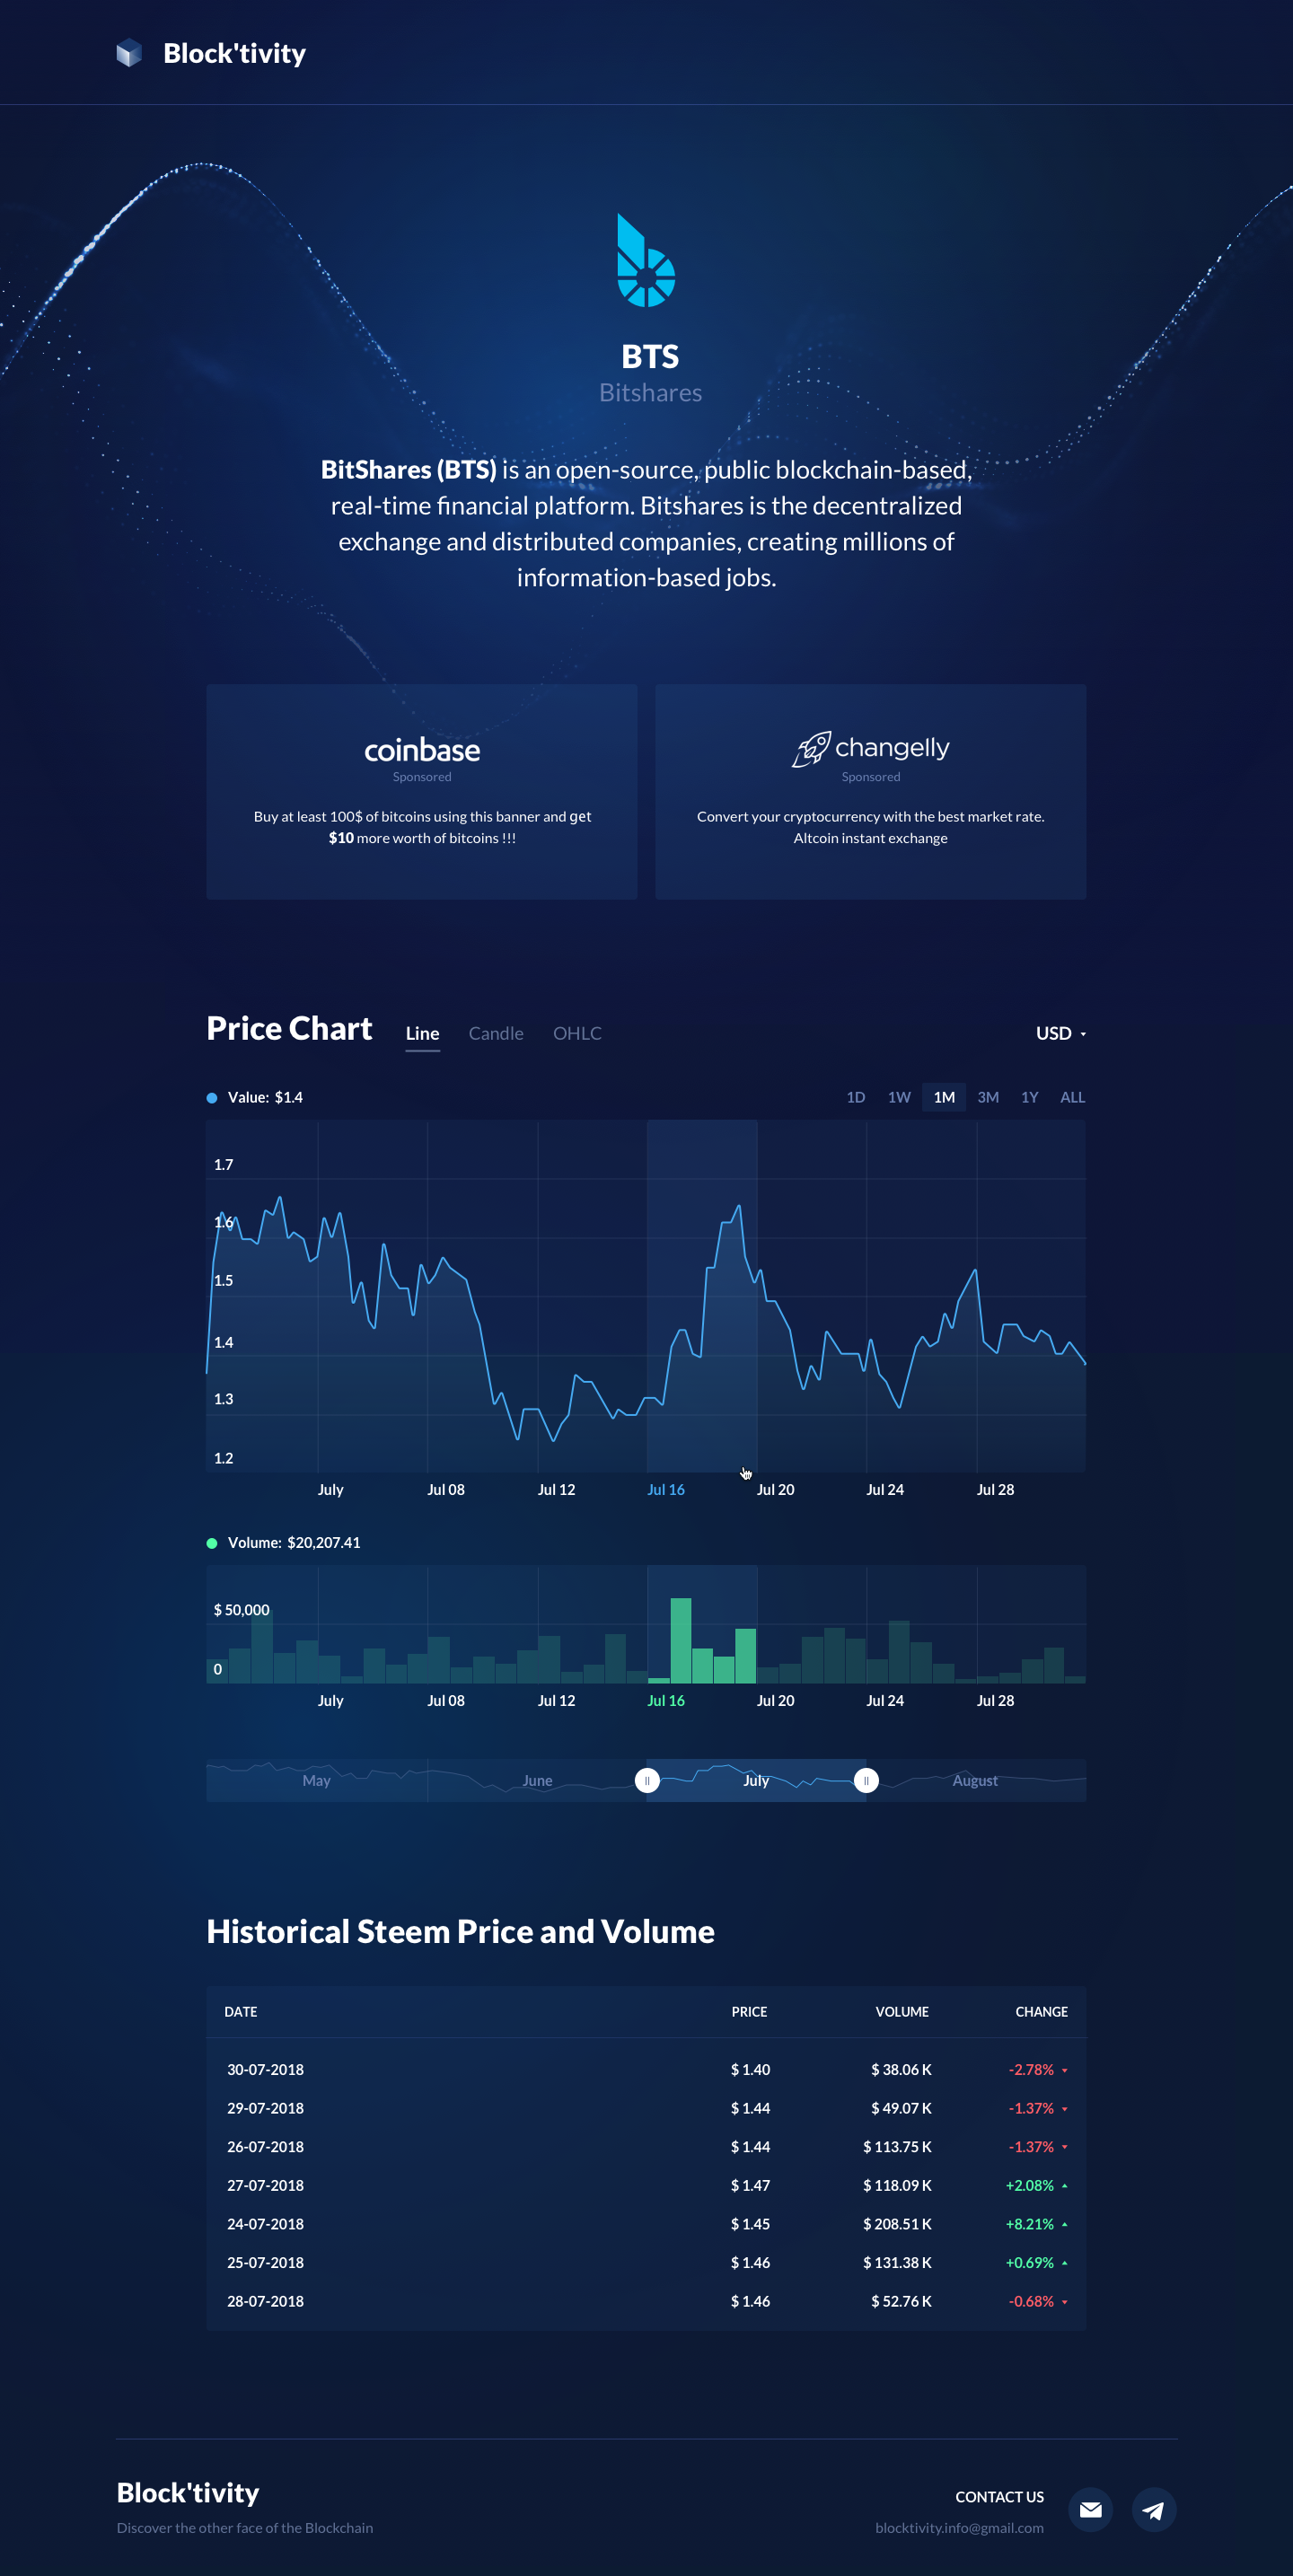 Block'tivity
BTS
Bitshares
BitShares (BTS) is an open-source, public blockchain-based,
real-time financial platform. Bitshares is the decentralized
exchange and distributed companies, creating millions of
information-based jobs.
coinbase
Sponsored
Buy at least 100$ of bitcoins using this banner and get
$10 more worth of bitcoins !!!
changelly
Sponsored
Convert your cryptocurrency with the best market rate.
Altcoin instant exchange
Price Chart Line Candle OHLC USD
Value: $1.4 1D 1W 1M 3M 1Y ALL
1.7
1.6
1.5
1.4
1.3
1.2
July Jul 08 Jul 12 Jul 16 Jul 20 Jul 24 Jul 28
Volume: $20,207.41
$ 50,000
0
July Jul 08 Jul 12 Jul 16 Jul 20 Jul 24 Jul 28
May June July August
Historical Steem Price and Volume
DATE PRICE VOLUME CHANGE
30-07-2018 $ 1.40 $ 38.06 K -2.78%
29-07-2018 $ 1.44 $ 49.07 K -1.37%
26-07-2018 $ 1.44 $ 113.75 K -1.37%
27-07-2018 $ 1.47 $ 118.09 K +2.08%
24-07-2018 $ 1.45 $ 208.51 K +8.21%
25-07-2018 $ 1.46 $ 131.38 K +0.69%
28-07-2018 $ 1.46 $ 52.76 K -0.68%
Block'tivity
Discover the other face of the Blockchain
CONTACT US
blocktivity.info@gmail.com